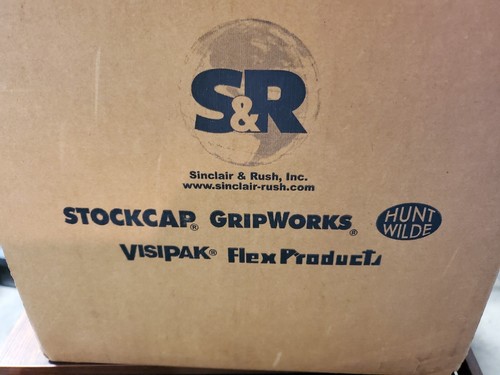 S&R
Sinclair & Rush, Inc.
www.sinclair-rush.com
STOCKCAP® GRIPWORKS® HUNT WILDE
VISIPAK® FlexProducts